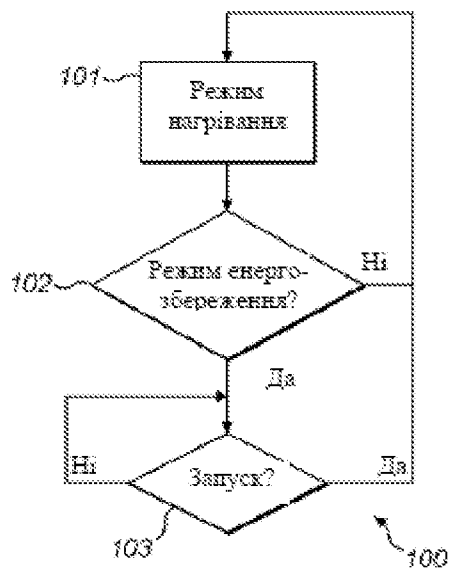 101
Режим
нагрівання
102
Режим енерго-
збереження?
Ні
Да
Ні
Запуск?
Да
103
100